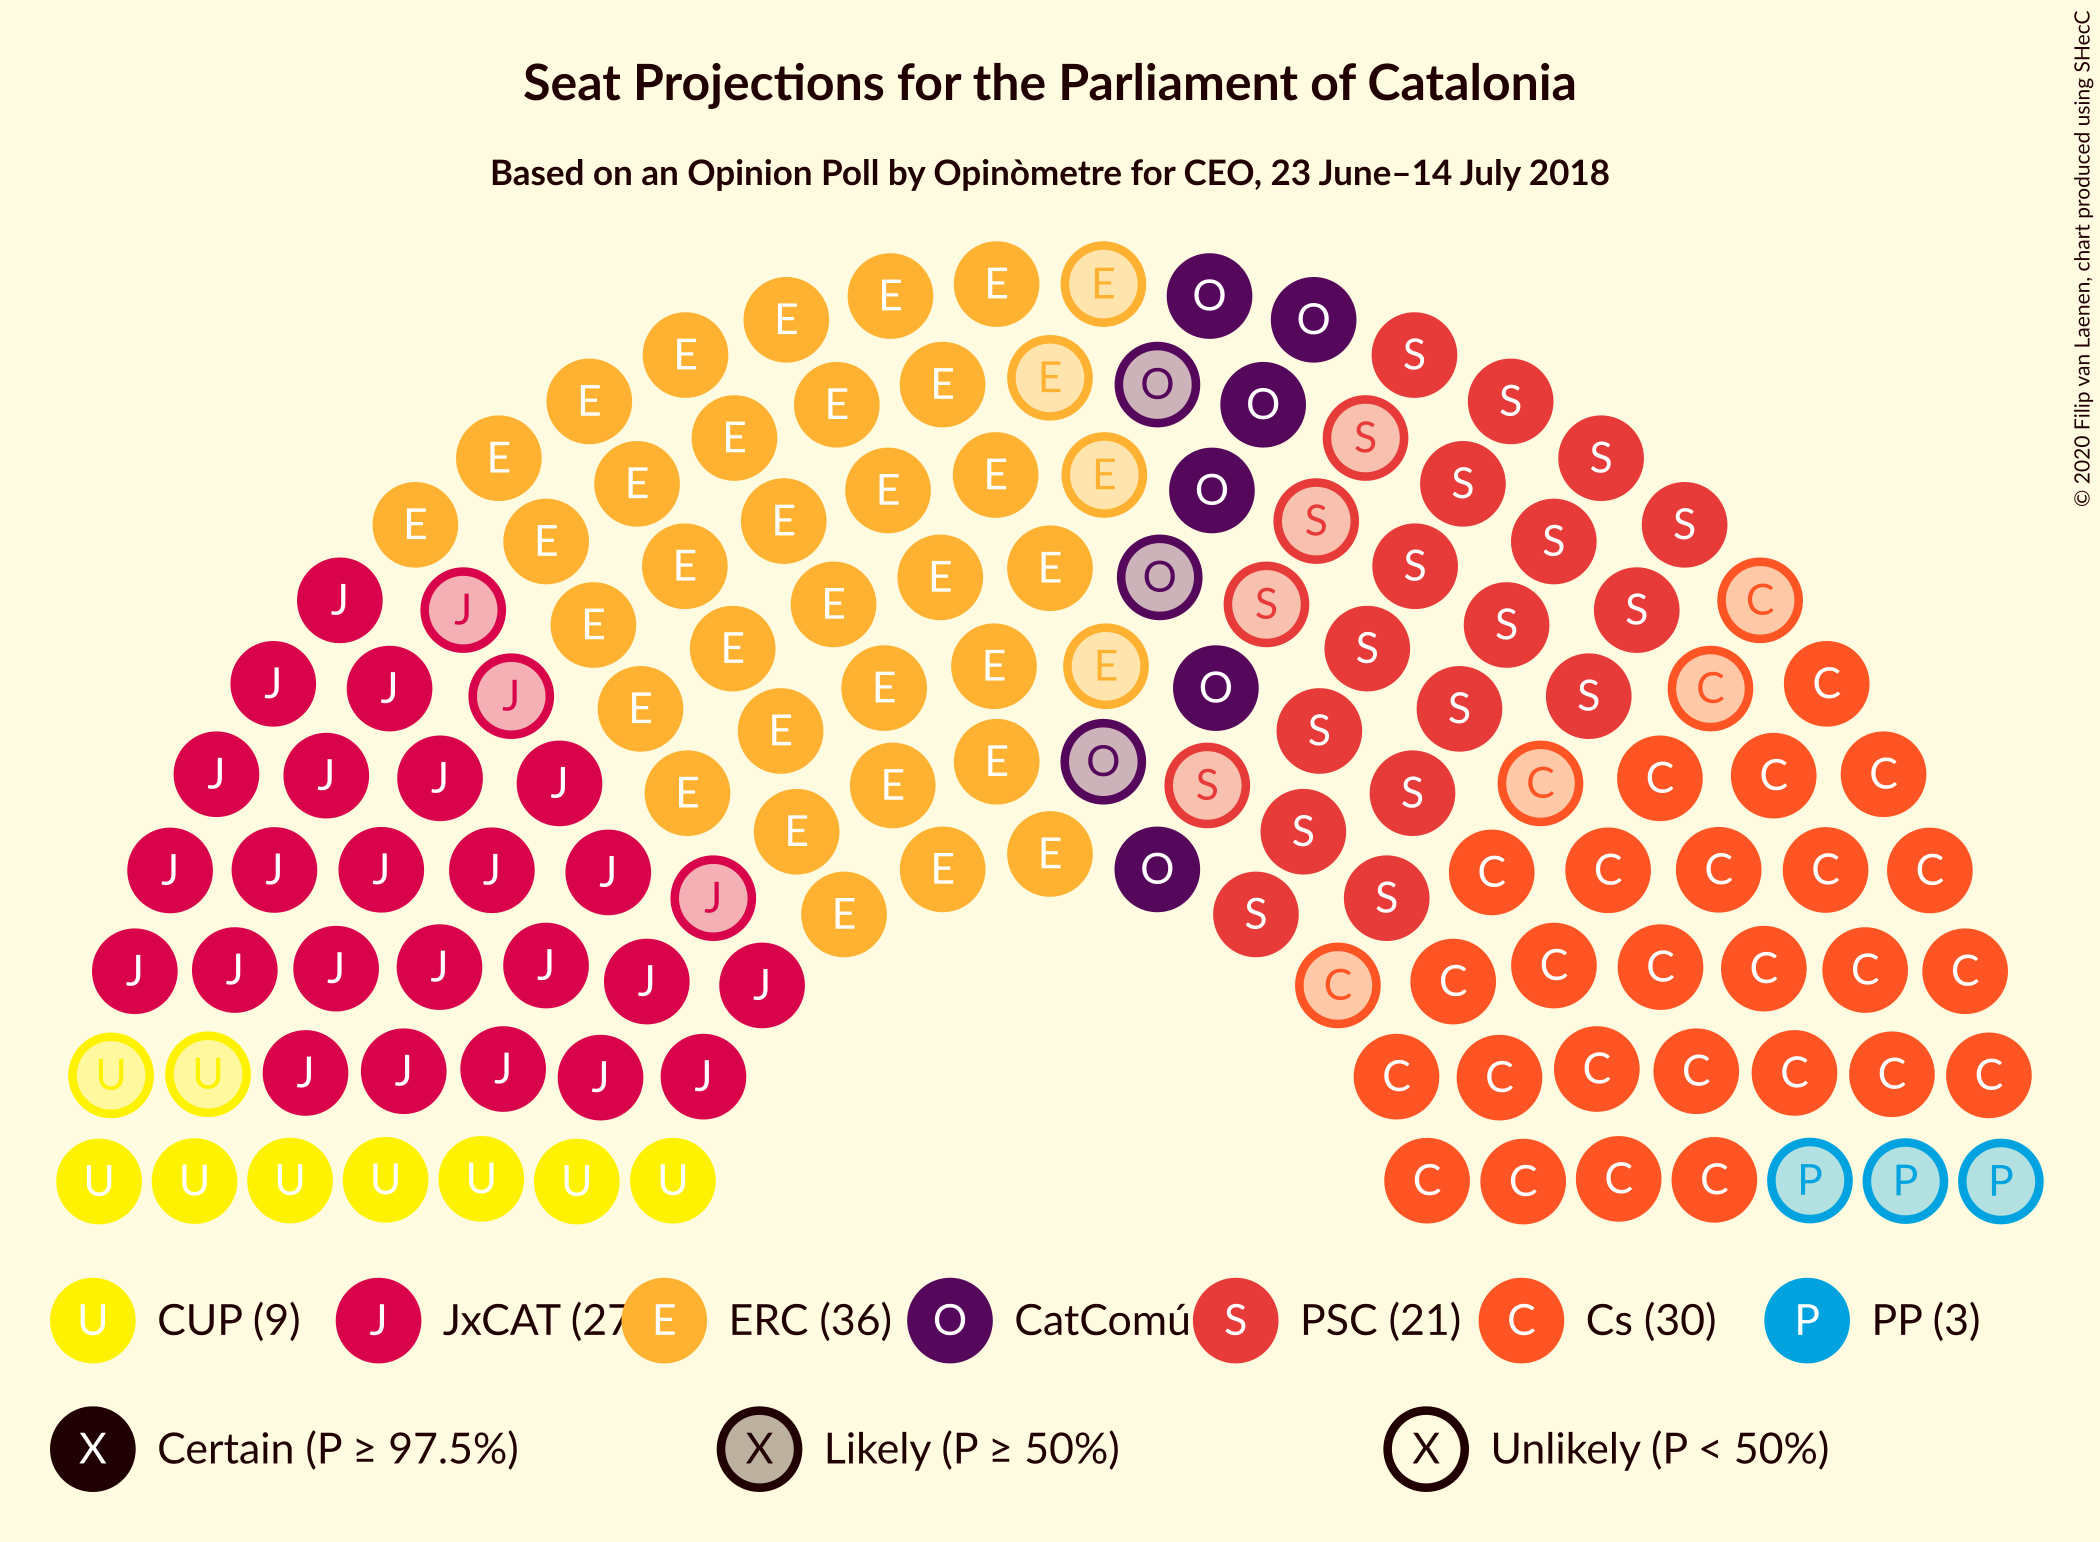 Seat Projections for the Parliament of Catalonia
Based on an Opinion Poll by Opinòmetre for CEO, 23 June–14 July 2018
© 2020 Filip van Laenen, chart produced using SHecC
E E E O O
E E E O O S S
E E E E S S
E E E O S S
E E E E S S S
E E E E O S S
J J E E E S S S C
E E E O S S
J J J E E E E O S S S C C
J J J J E E E O S S S C C C C
J J J J J J E E E O S S C C C C C
J J J J J J J E S C C C C C C C
U U J J J J J C C C C C C C
U U U U U U U C C C C P P P
U CUP (9) J JxCAT (27 E ERC (36) O CatComú S PSC (21) C Cs (30) P PP (3)
X Certain (P ≥ 97.5%) X Likely (P ≥ 50%) X Unlikely (P < 50%)